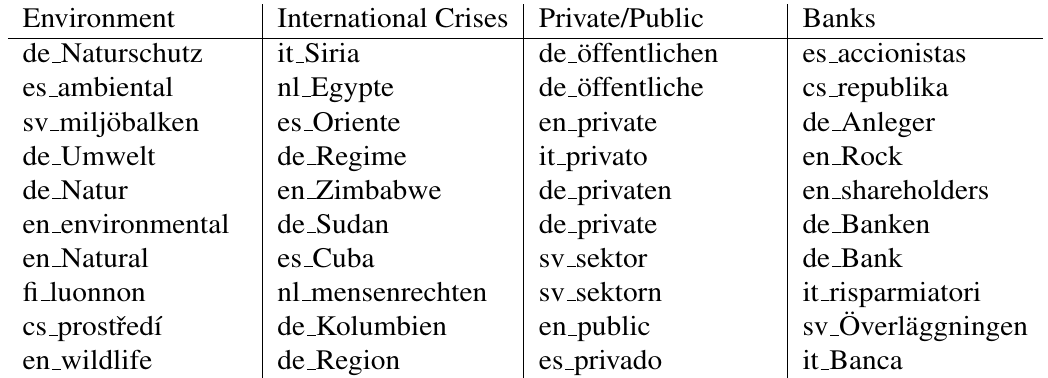 Environment International Crises Private/Public Banks
de_Naturschutz it_Siria de_öffentlichen es_accionistas
es_ambiental nl_Egypte de_öffentliche cs_republika
sv_miljöbalken es_Oriente en_private de_Anleger
de_Umwelt de_Regime it_privato en_Rock
de_Natur en_Zimbabwe de_privaten en_shareholders
en_environmental de_Sudan de_private de_Banken
en_Natural es_Cuba sv_sektor de_Bank
fi_luonnon nl_mensenrechten sv_sektorn it_risparmiatori
cs_prostředí de_Kolumbien en_public sv_Överläggningen
en_wildlife de_Region es_privado it_Banca